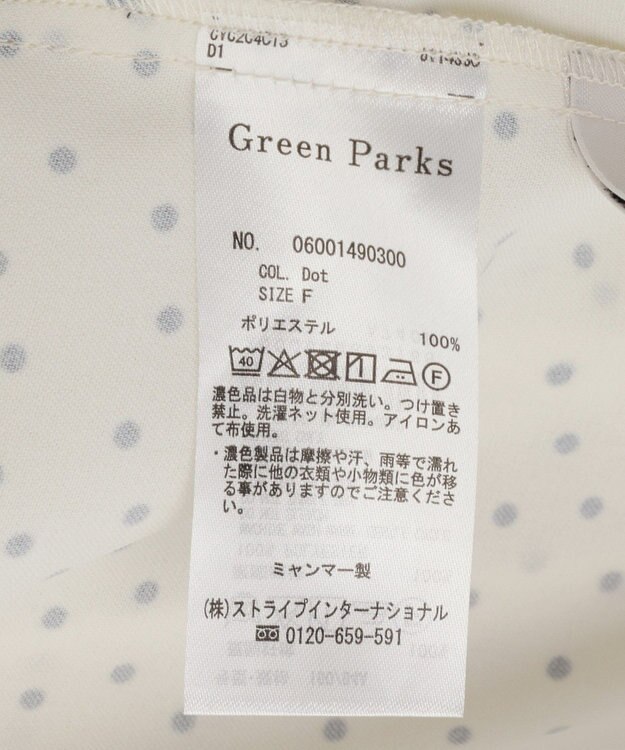 D1
Green Parks
NO. 06001490300
COL. Dot
SIZE F
ポリエステル 100%
40 F
濃色品は白物と分別洗い。つけ置き
禁止。洗濯ネット使用。アイロンあ
て布使用。
・濃色製品は摩擦や汗、雨等で濡れ
た際に他の衣類や小物類に色が移
る事がありますのでご注意くださ
い。
ミャンマー製
(株)ストライプインターナショナル
0120-659-591